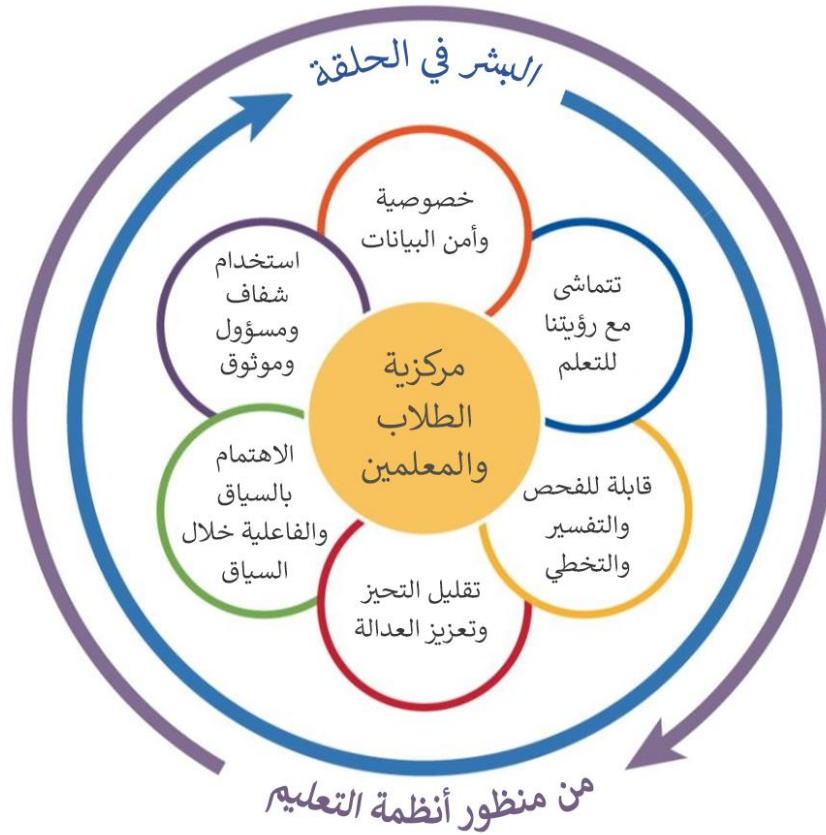 البشر في الحلقة
خصوصية
وأمن البيانات
تتماشى
مع رؤيتنا
للتعلم
قابلة للفحص
والتفسير
والتخطي
تقليل التحيز
وتعزيز العدالة
الاهتمام
بالسياق
والفاعلية خلال
السياق
استخدام
شفاف
ومسؤول
وموثوق
مركزية
الطلاب
والمعلمين
من منظور أنظمة التعليم